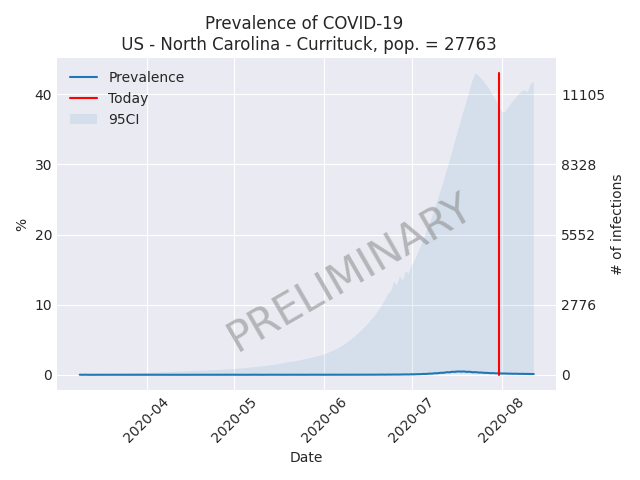 Prevalence of COVID-19
US - North Carolina - Currituck, pop. = 27763
Prevalence
Today
95CI
40
30
20
10
0
%
11105
8328
5552
2776
0
# of infections
PRELIMINARY
2020-04
2020-05
2020-06
2020-07
2020-08
Date